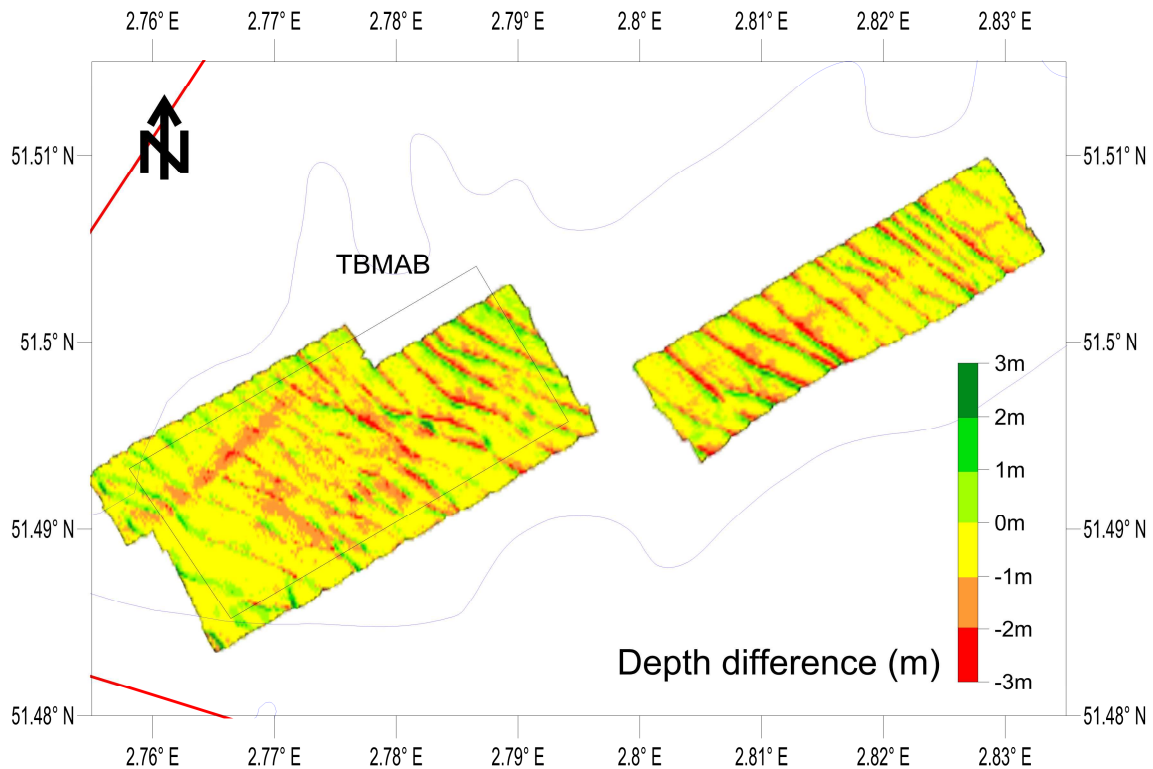 2.76° E 2.77° E 2.78° E 2.79° E 2.8° E 2.81° E 2.82° E 2.83° E
N
51.51° N 51.51° N
TBMAB
51.5° N 51.5° N
3m
2m
1m
51.49° N 0m 51.49° N
-1m
-2m
Depth difference (m) -3m
51.48° N 51.48° N
2.76° E 2.77° E 2.78° E 2.79° E 2.8° E 2.81° E 2.82° E 2.83° E